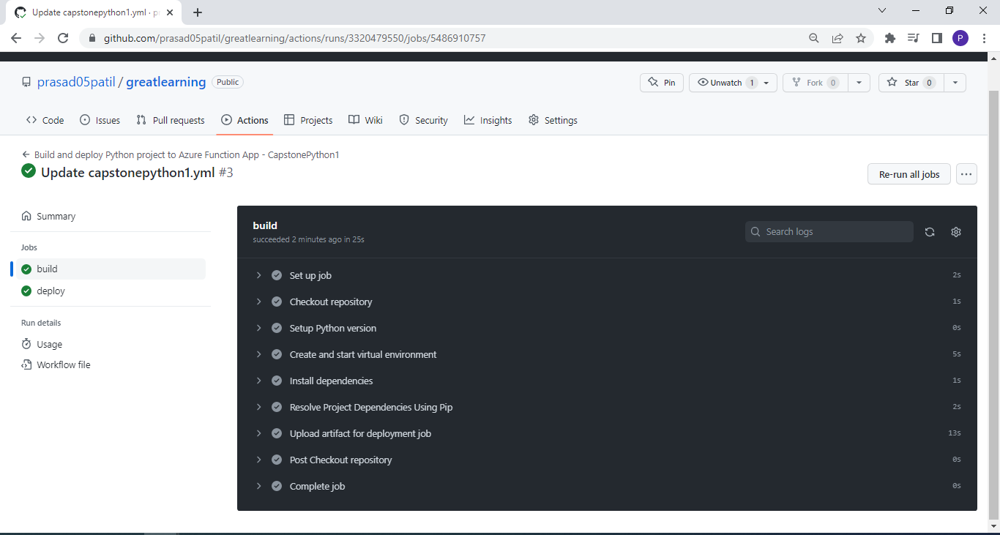 Update capstonepython1.yml · p
github.com/prasad05patil/greatlearning/actions/runs/3320479550/jobs/5486910757
P
prasad05patil / greatlearning Public
Pin
Unwatch 1
Fork 0
Star 0
Code
Issues
Pull requests
Actions
Projects
Wiki
Security
Insights
Settings
Build and deploy Python project to Azure Function App - CapstonePython1
Update capstonepython1.yml #3
Re-run all jobs
Summary
Jobs
build
deploy
Run details
Usage
Workflow file
build
succeeded 2 minutes ago in 25s
Search logs
Set up job 2s
Checkout repository 1s
Setup Python version 0s
Create and start virtual environment 5s
Install dependencies 1s
Resolve Project Dependencies Using Pip 2s
Upload artifact for deployment job 13s
Post Checkout repository 0s
Complete job 0s